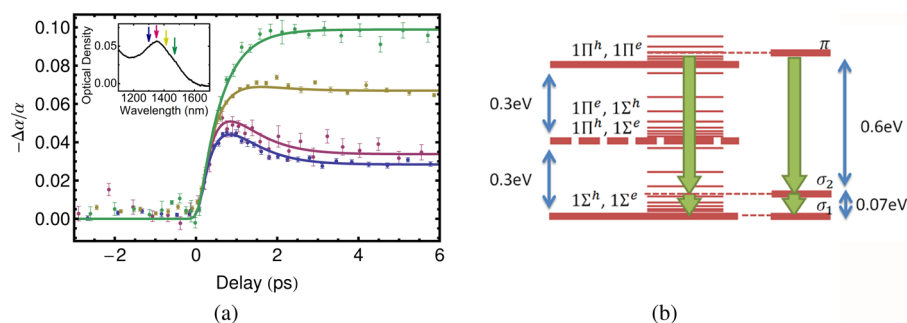 (a)
0.10
0.08
0.06
0.04
0.02
0.00
-Δα/α
Optical Density
0.05
0.00
1200 1400 1600
Wavelength (nm)
−2 0 2 4 6
Delay (ps)
(a)
1Π^h, 1Π^e
π
0.3eV
1Π^e, 1Σ^h
1Π^h, 1Σ^e
0.6eV
0.3eV
σ₂
1Σ^h, 1Σ^e
σ₁
0.07eV
(b)